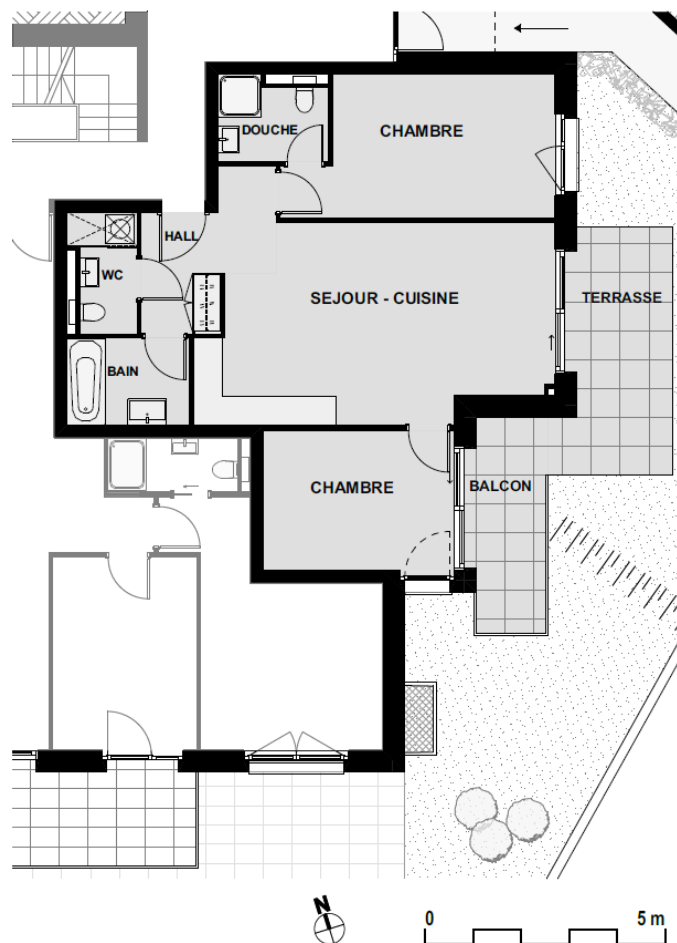 DOUCHE
CHAMBRE
HALL
WC
SEJOUR - CUISINE
TERRASSE
BAIN
CHAMBRE
BALCON
N
0
5 m